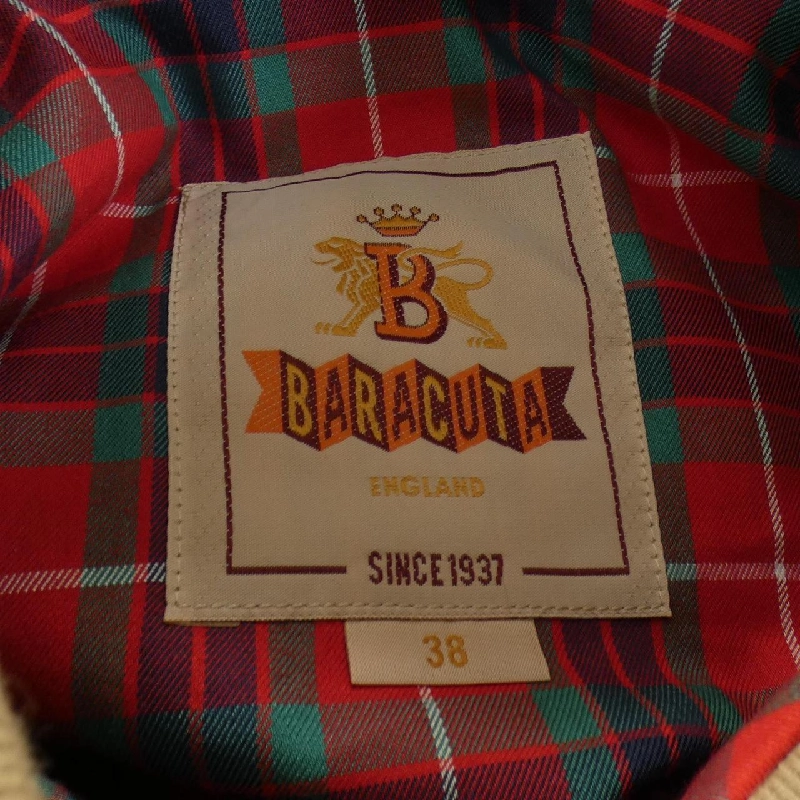 B
BARACUTA
ENGLAND
SINCE 1937
38